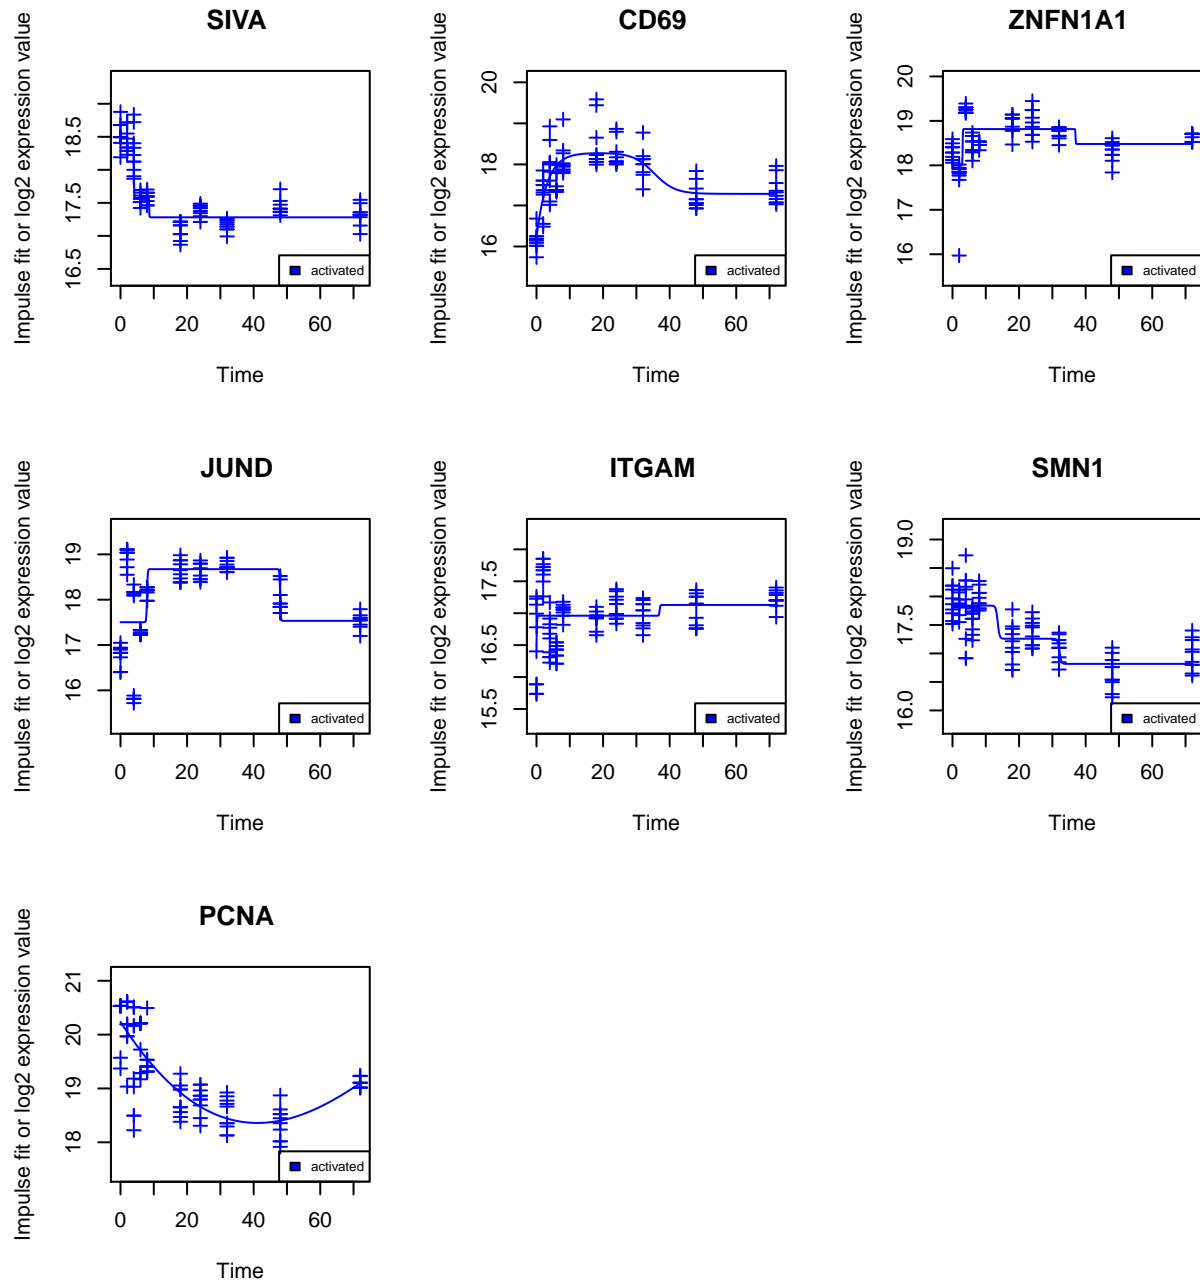 SIVA
Impulse fit or log2 expression value
16.5 17.5 18.5
activated
0 20 40 60
Time
CD69
Impulse fit or log2 expression value
16 18 20
activated
0 20 40 60
Time
ZNFN1A1
Impulse fit or log2 expression value
16 17 18 19 20
activated
0 20 40 60
Time
JUND
Impulse fit or log2 expression value
16 17 18 19
activated
0 20 40 60
Time
ITGAM
Impulse fit or log2 expression value
15.5 16.5 17.5
activated
0 20 40 60
Time
SMN1
Impulse fit or log2 expression value
16.0 17.5 19.0
activated
0 20 40 60
Time
PCNA
Impulse fit or log2 expression value
18 19 20 21
activated
0 20 40 60
Time